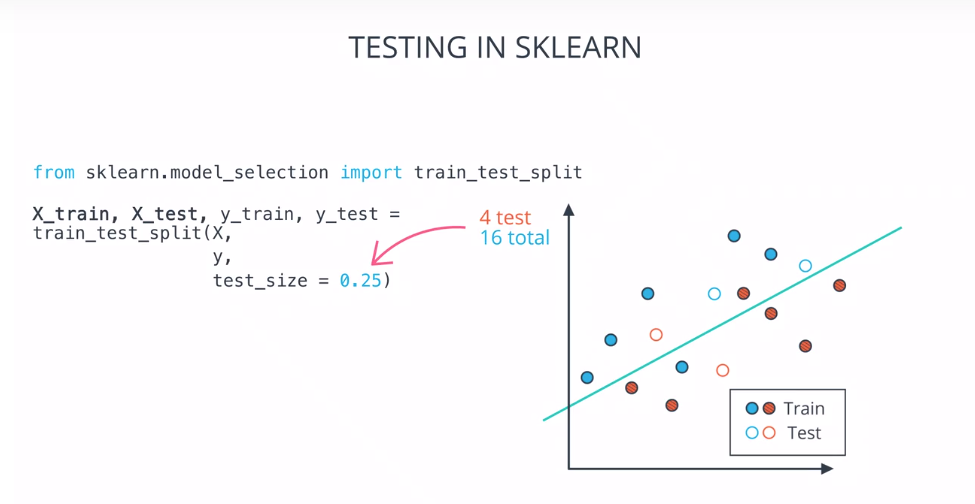 TESTING IN SKLEARN
from sklearn.model_selection import train_test_split
X_train, X_test, y_train, y_test =
train_test_split(X,
y,
test_size = 0.25)
4 test
16 total
Train
Test